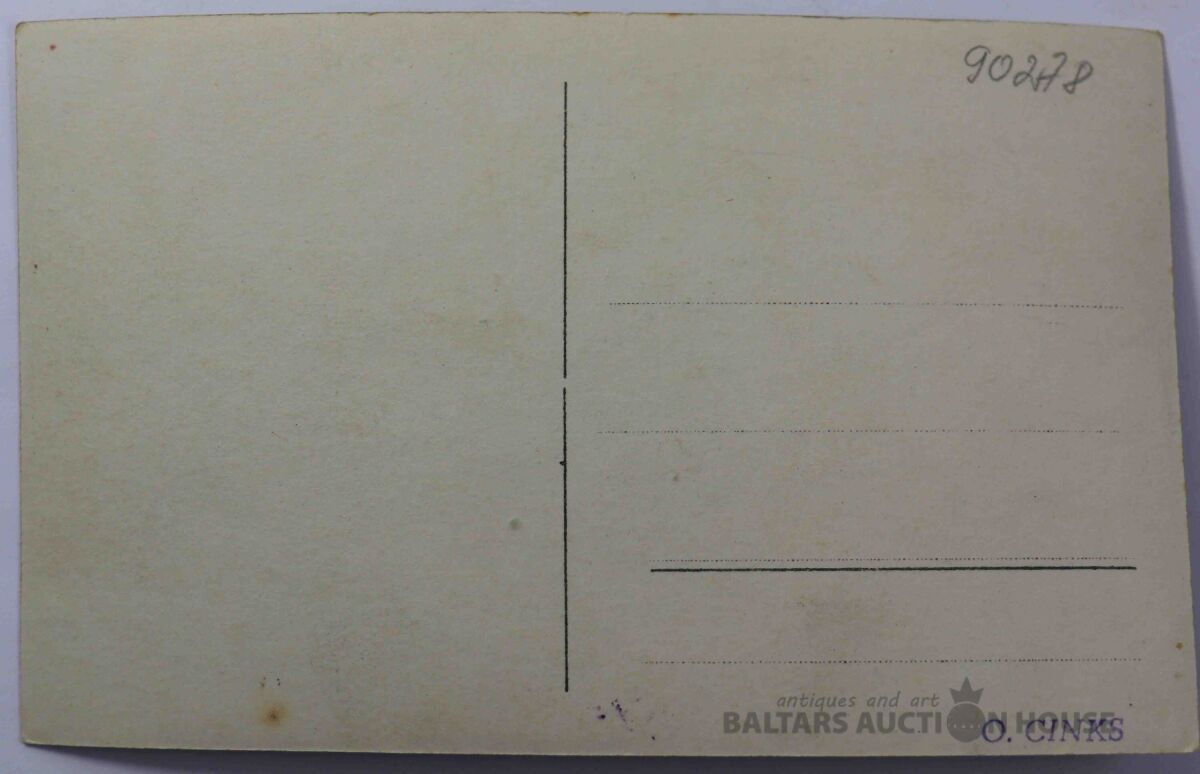 90278
antiques and art
BALTARS AUCTION HOUSE
O. CINKS